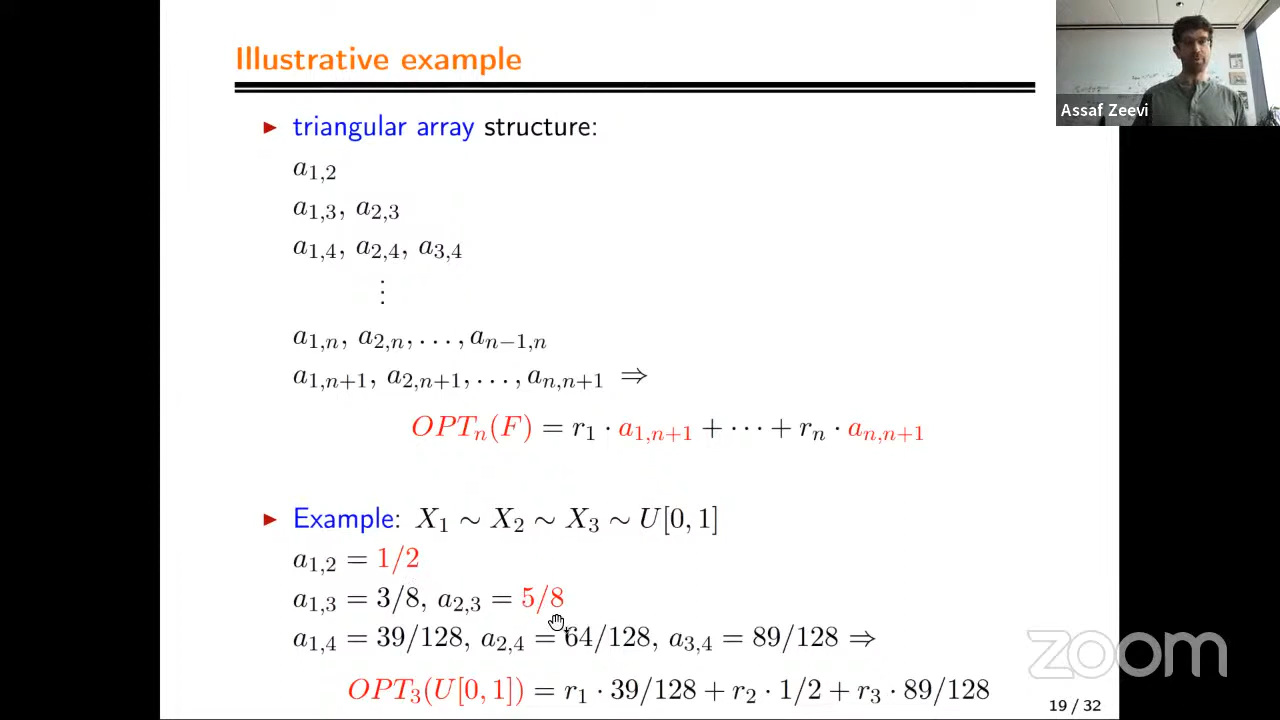 Illustrative example
Assaf Zeevi
▶ triangular array structure:
a_{1,2}
a_{1,3}, a_{2,3}
a_{1,4}, a_{2,4}, a_{3,4}
⋮
a_{1,n}, a_{2,n}, . . . , a_{n−1,n}
a_{1,n+1}, a_{2,n+1}, . . . , a_{n,n+1} ⇒
OPT_n(F) = r_1 · a_{1,n+1} + · · · + r_n · a_{n,n+1}
▶ Example: X_1 ∼ X_2 ∼ X_3 ∼ U[0, 1]
a_{1,2} = 1/2
a_{1,3} = 3/8, a_{2,3} = 5/8
a_{1,4} = 39/128, a_{2,4} = 64/128, a_{3,4} = 89/128 ⇒
OPT_3(U[0, 1]) = r_1 · 39/128 + r_2 · 1/2 + r_3 · 89/128
zoom
19 / 32